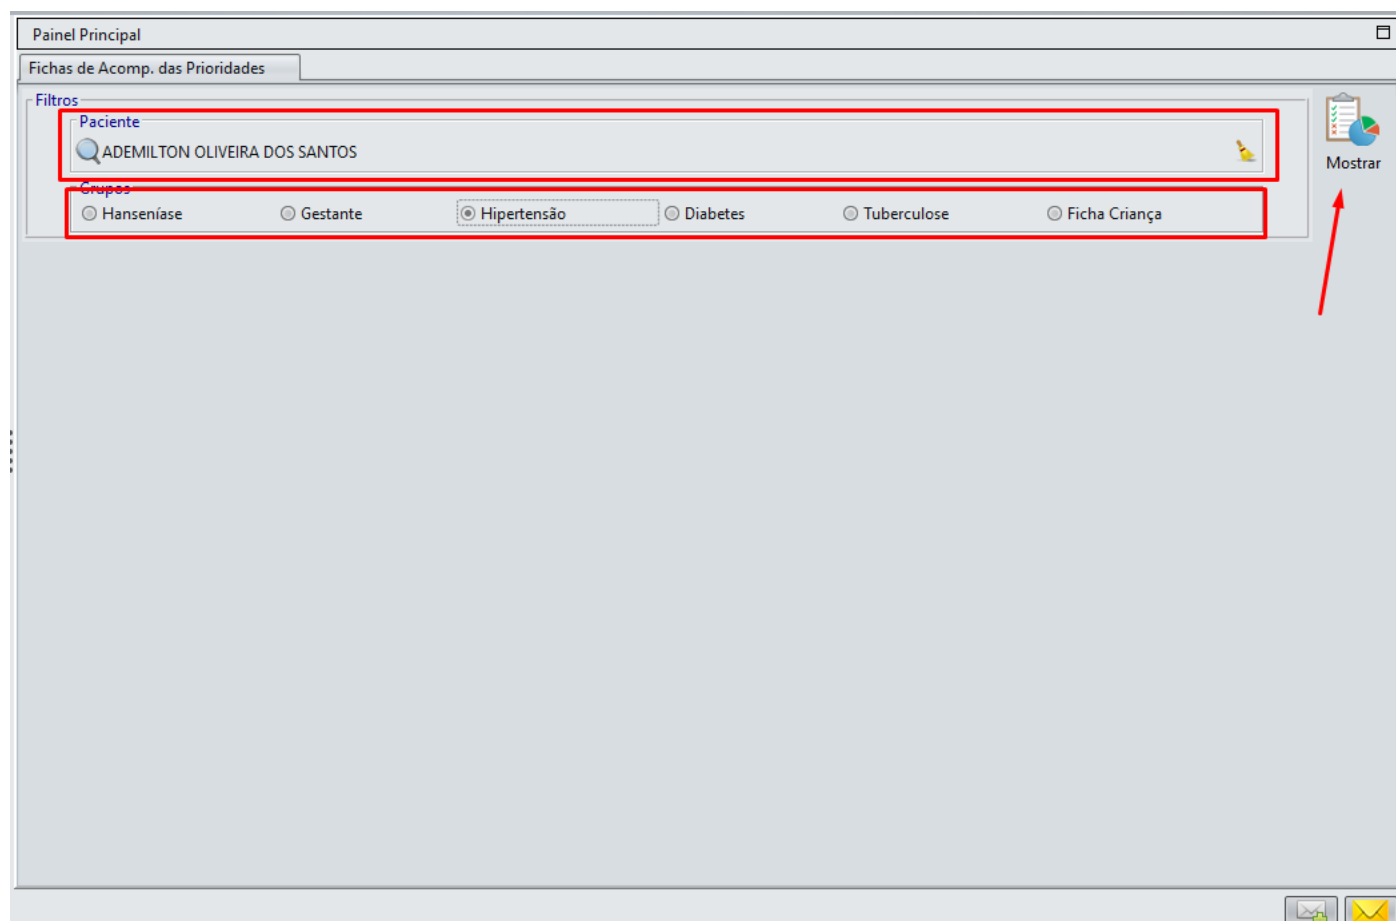 Painel Principal
Fichas de Acomp. das Prioridades
Filtros
Paciente
ADEMILTON OLIVEIRA DOS SANTOS
Mostrar
Grupos
Hanseníase Gestante Hipertensão Diabetes Tuberculose Ficha Criança